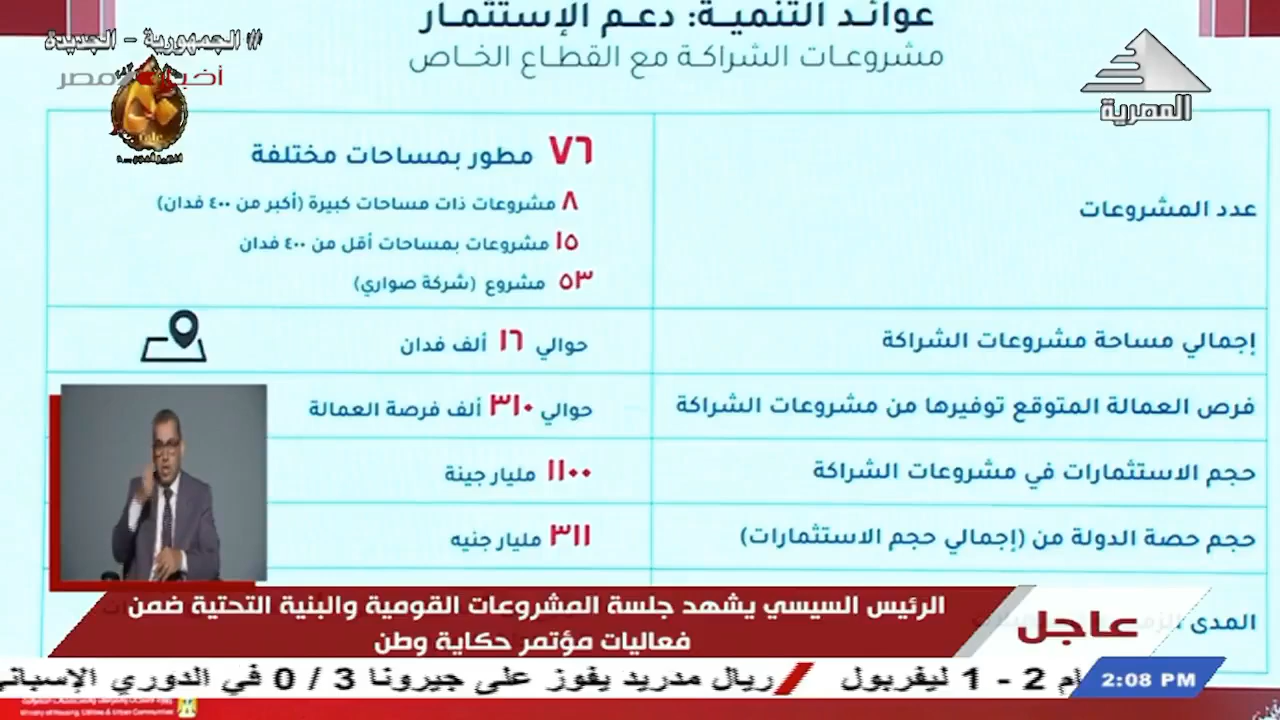 عوائد التنمية: دعم الإستثمار
مشروعات الشراكة مع القطاع الخاص
# الجمهورية - الجديدة
المصرية
عدد المشروعات
٧٦ مطور بمساحات مختلفة
٨ مشروعات ذات مساحات كبيرة (أكبر من ٤٠٠ فدان)
١٥ مشروعات بمساحات أقل من ٤٠٠ فدان
٥٣ مشروع (شركة صواري)
إجمالي مساحة مشروعات الشراكة
حوالي ١٦ ألف فدان
فرص العمالة المتوقع توفيرها من مشروعات الشراكة
حوالي ٣١٠ ألف فرصة العمالة
حجم الاستثمارات في مشروعات الشراكة
١١٠٠ مليار جينة
حجم حصة الدولة من (إجمالي حجم الاستثمارات)
٣١١ مليار جنيه
المدى
عاجل
الرئيس السيسي يشهد جلسة المشروعات القومية والبنية التحتية ضمن
فعاليات مؤتمر حكاية وطن
2:08 PM
ام 2 - 1 ليفربول
ريال مدريد يفوز على جيرونا 3 / 0 في الدوري الإسباني